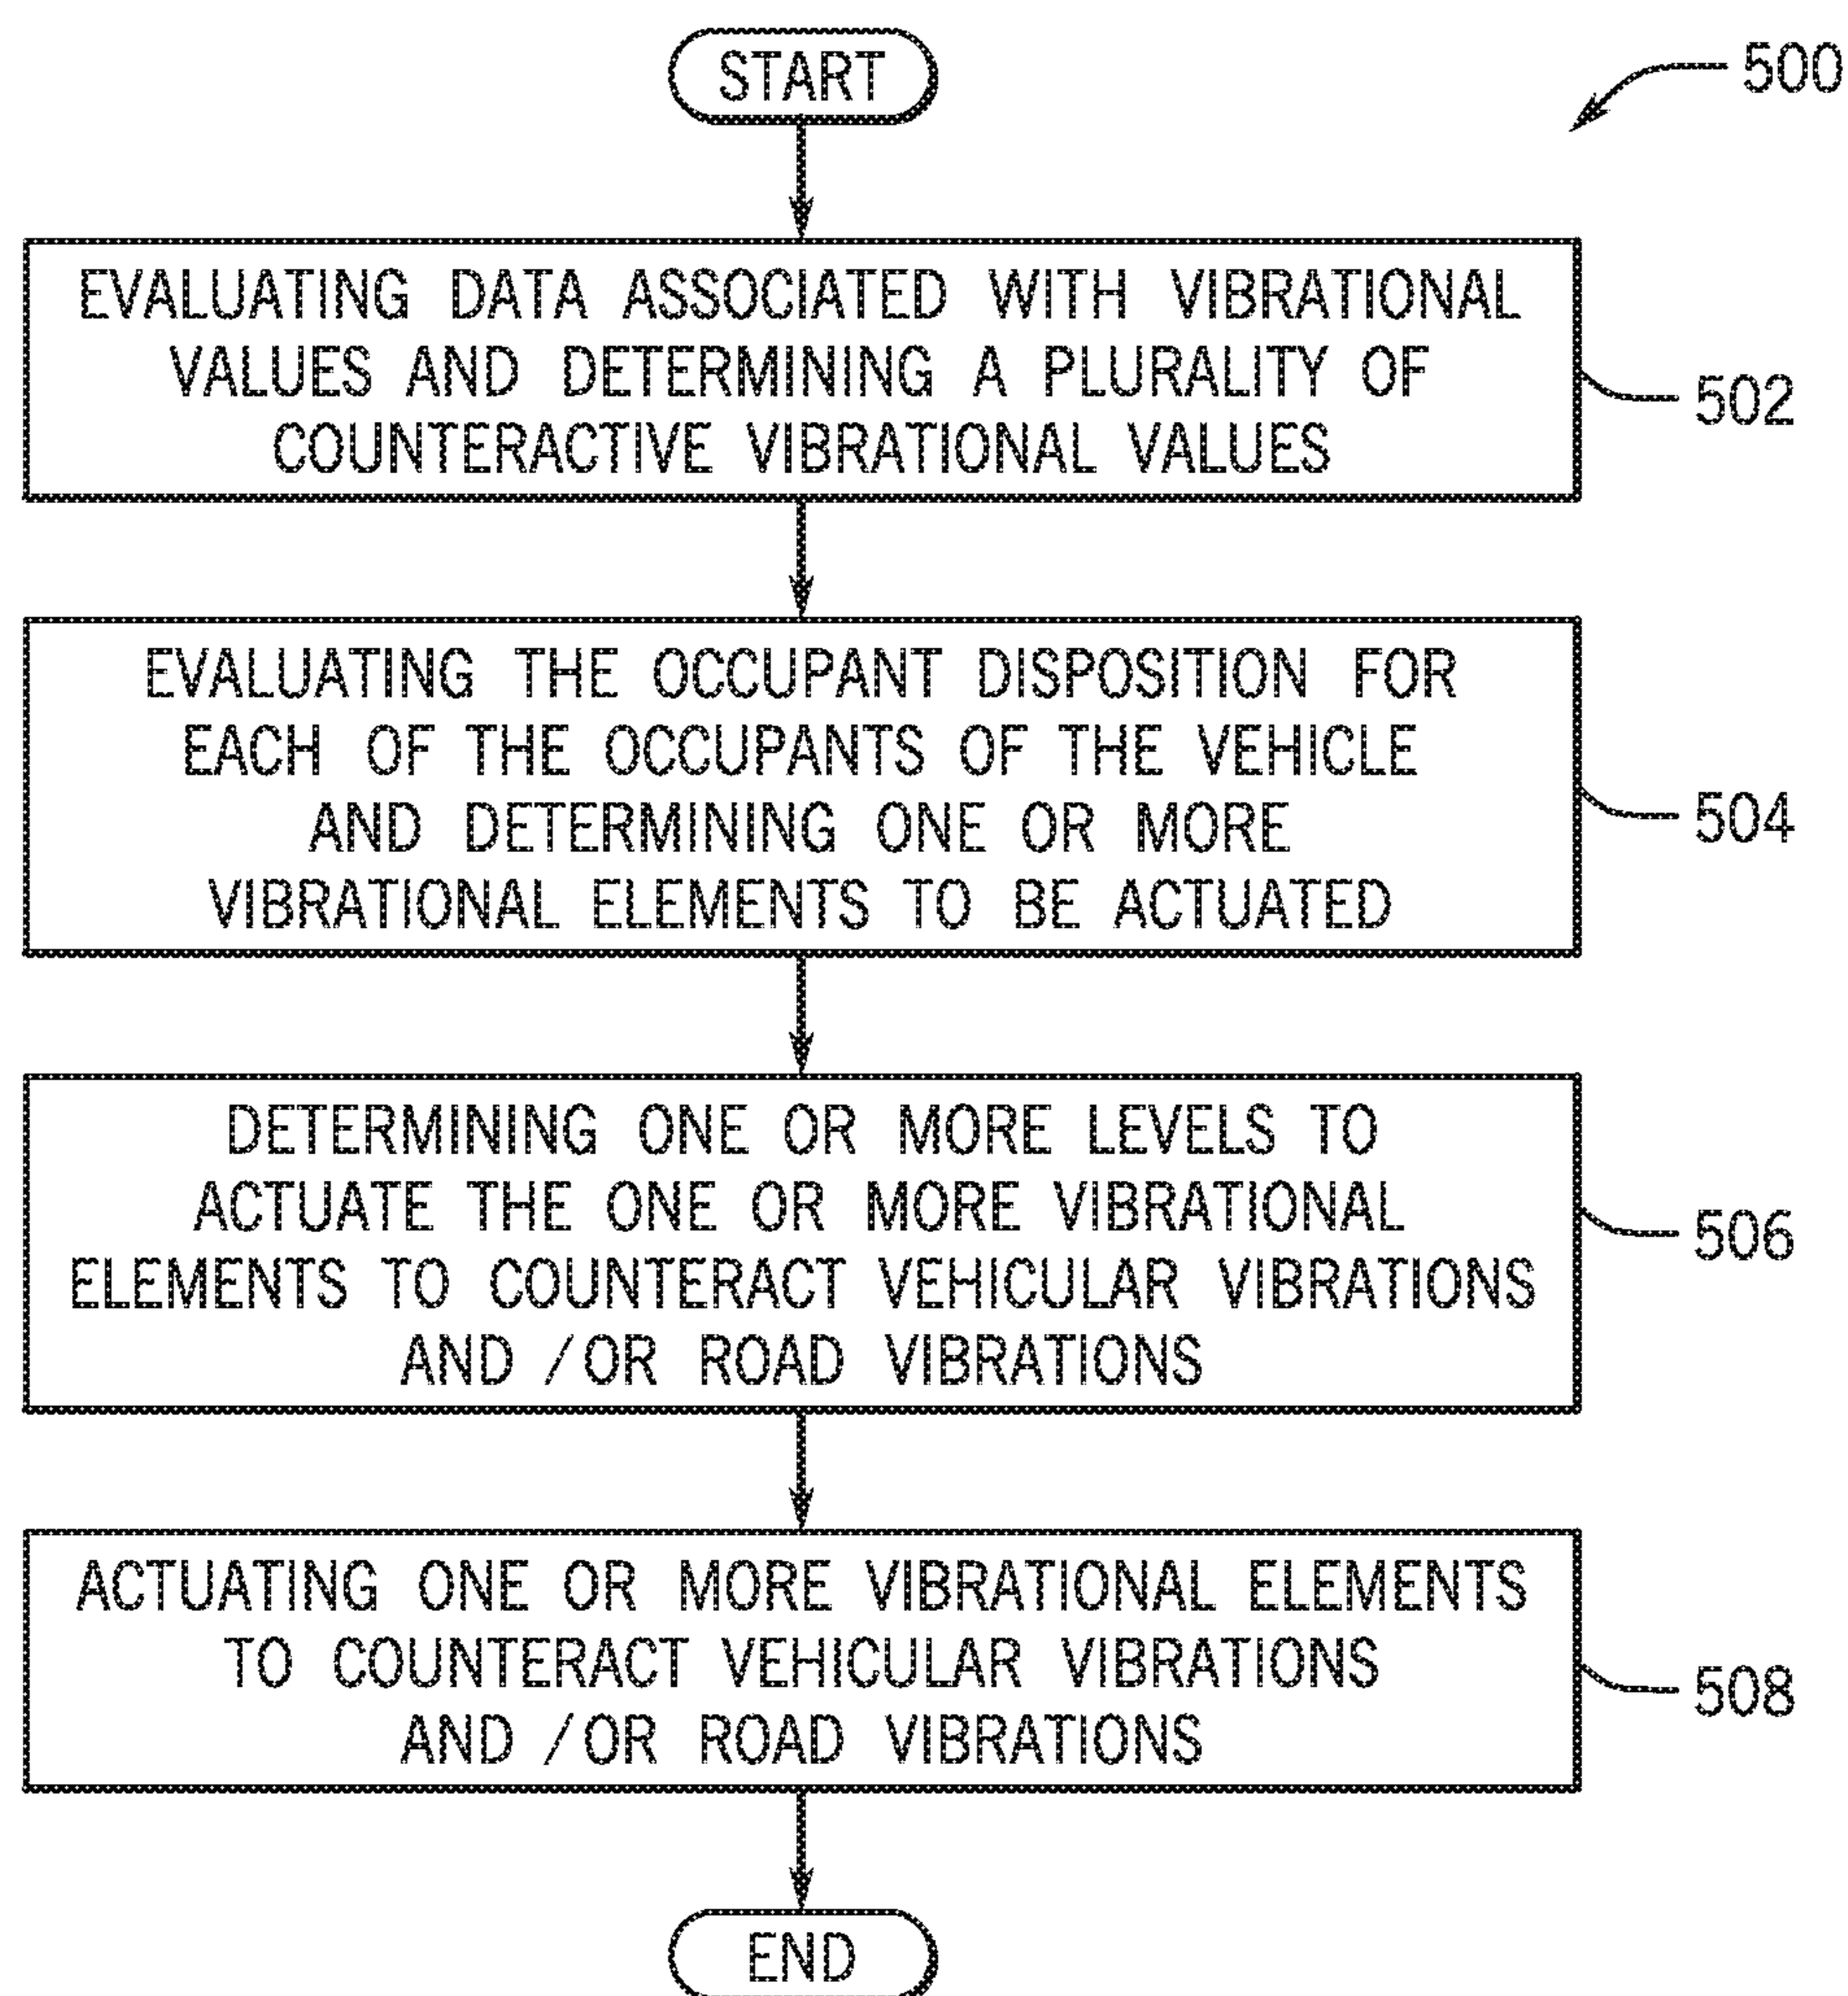 START
500
EVALUATING DATA ASSOCIATED WITH VIBRATIONAL
VALUES AND DETERMINING A PLURALITY OF
COUNTERACTIVE VIBRATIONAL VALUES
502
EVALUATING THE OCCUPANT DISPOSITION FOR
EACH OF THE OCCUPANTS OF THE VEHICLE
AND DETERMINING ONE OR MORE
VIBRATIONAL ELEMENTS TO BE ACTUATED
504
DETERMINING ONE OR MORE LEVELS TO
ACTUATE THE ONE OR MORE VIBRATIONAL
ELEMENTS TO COUNTERACT VEHICULAR VIBRATIONS
AND /OR ROAD VIBRATIONS
506
ACTUATING ONE OR MORE VIBRATIONAL ELEMENTS
TO COUNTERACT VEHICULAR VIBRATIONS
AND /OR ROAD VIBRATIONS
508
END